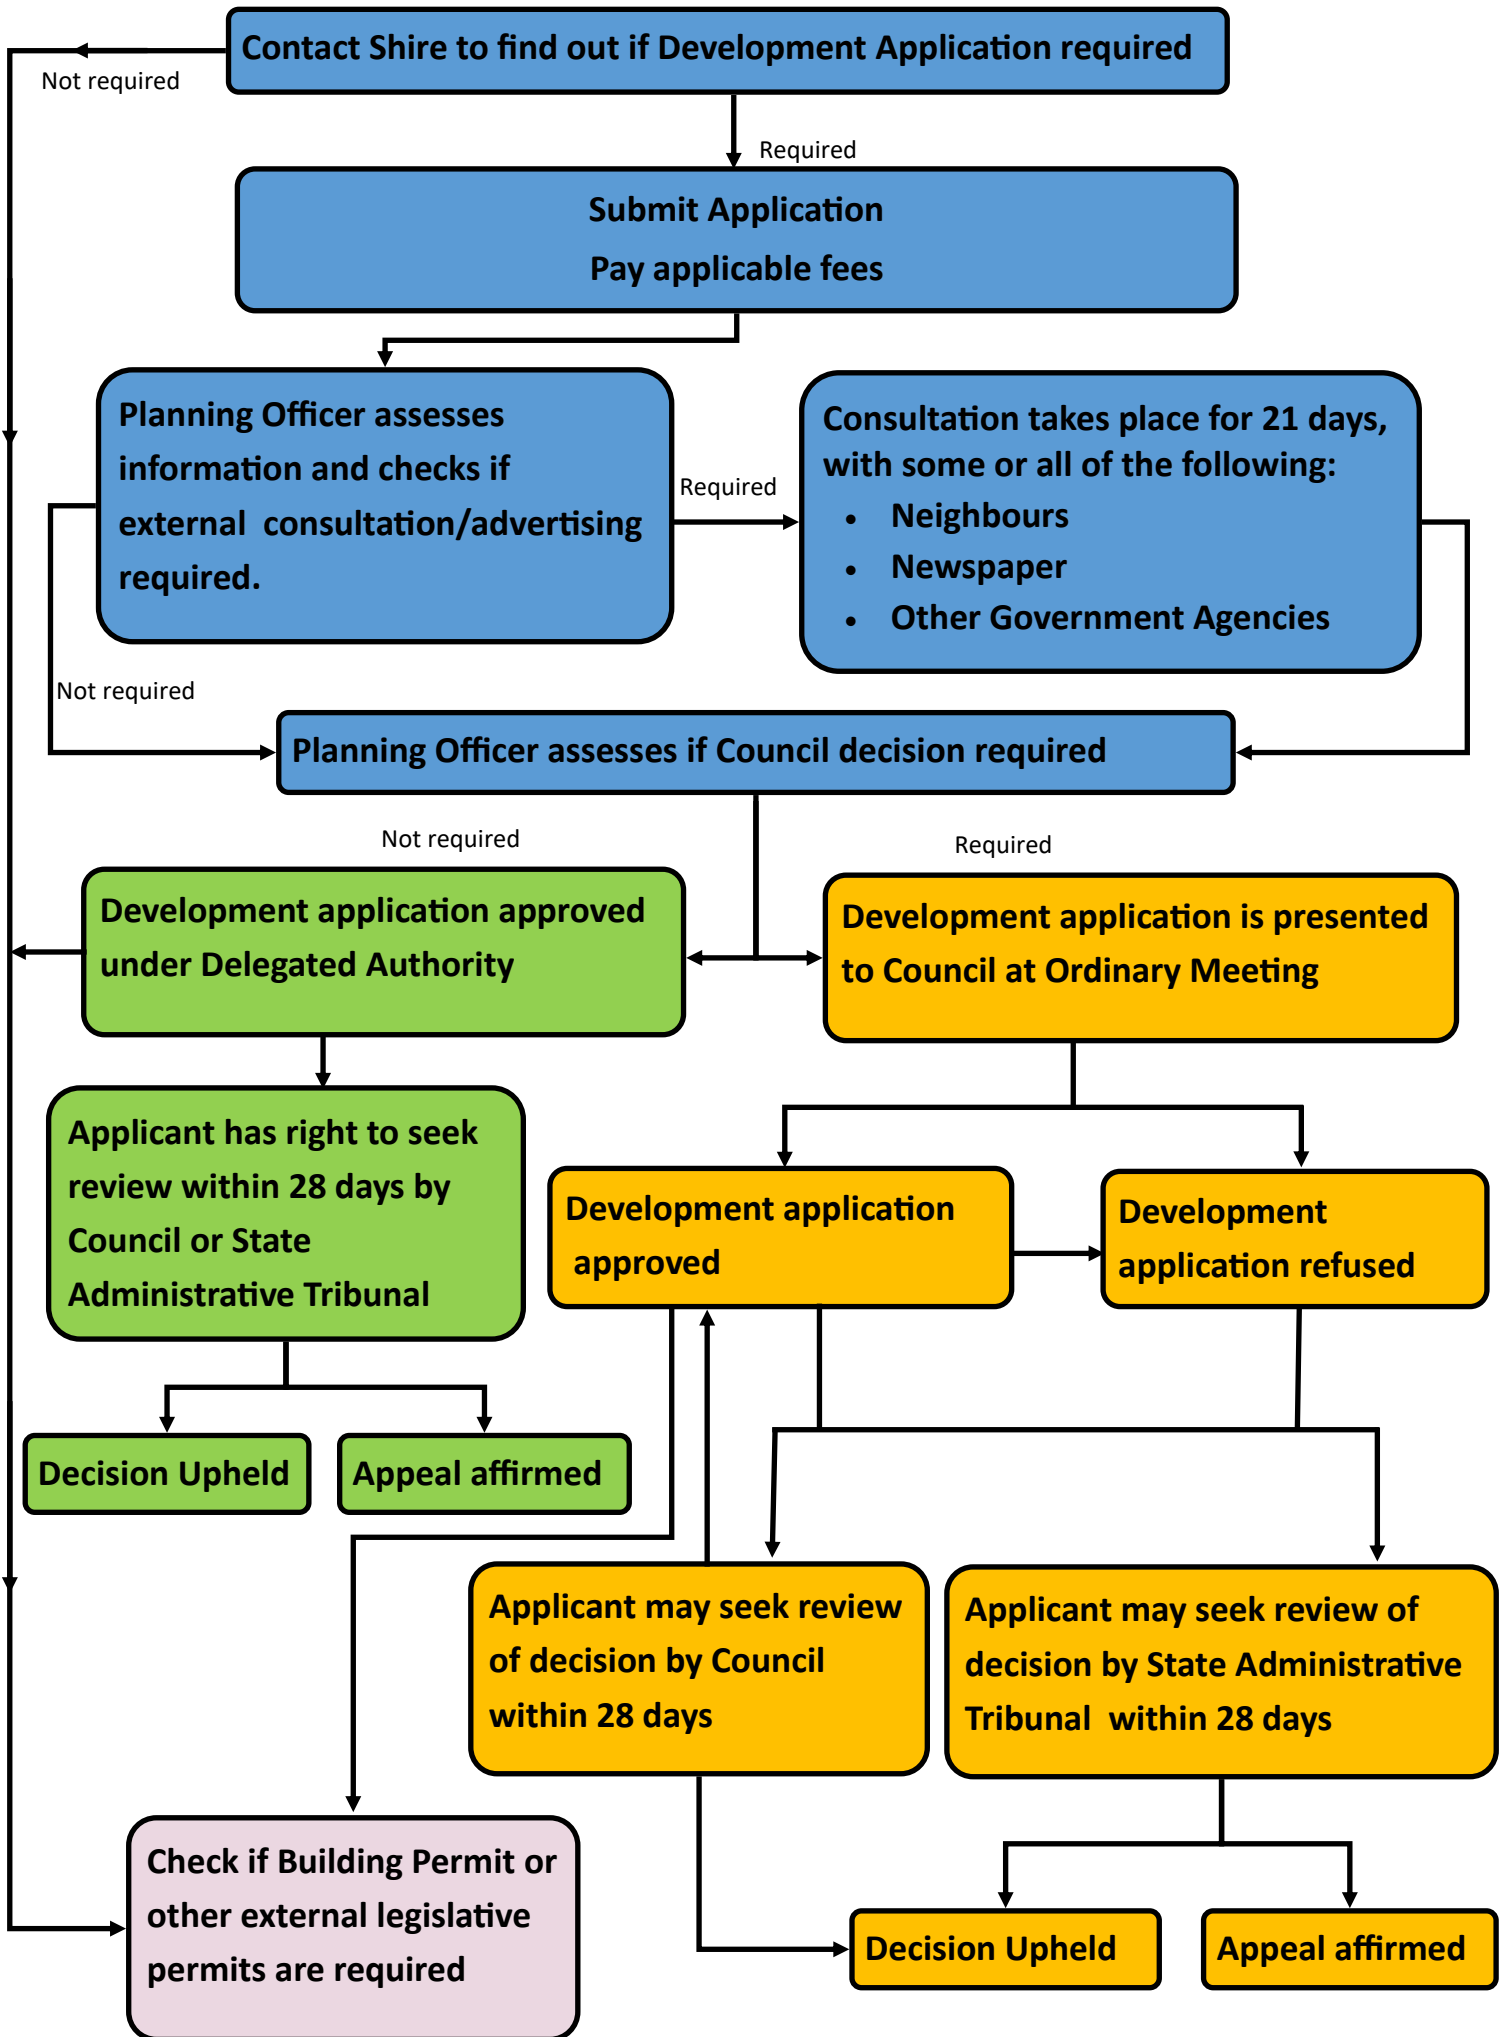 Contact Shire to find out if Development Application required
Not required
Required
Submit Application
Pay applicable fees
Planning Officer assesses
information and checks if
external  consultation/advertising
required.
Required
Consultation takes place for 21 days,
with some or all of the following:
• Neighbours
• Newspaper
• Other Government Agencies
Not required
Planning Officer assesses if Council decision required
Not required
Required
Development application approved
under Delegated Authority
Development application is presented
to Council at Ordinary Meeting
Applicant has right to seek
review within 28 days by
Council or State
Administrative Tribunal
Development application
approved
Development
application refused
Decision Upheld
Appeal affirmed
Applicant may seek review
of decision by Council
within 28 days
Applicant may seek review of
decision by State Administrative
Tribunal  within 28 days
Check if Building Permit or
other external legislative
permits are required
Decision Upheld
Appeal affirmed